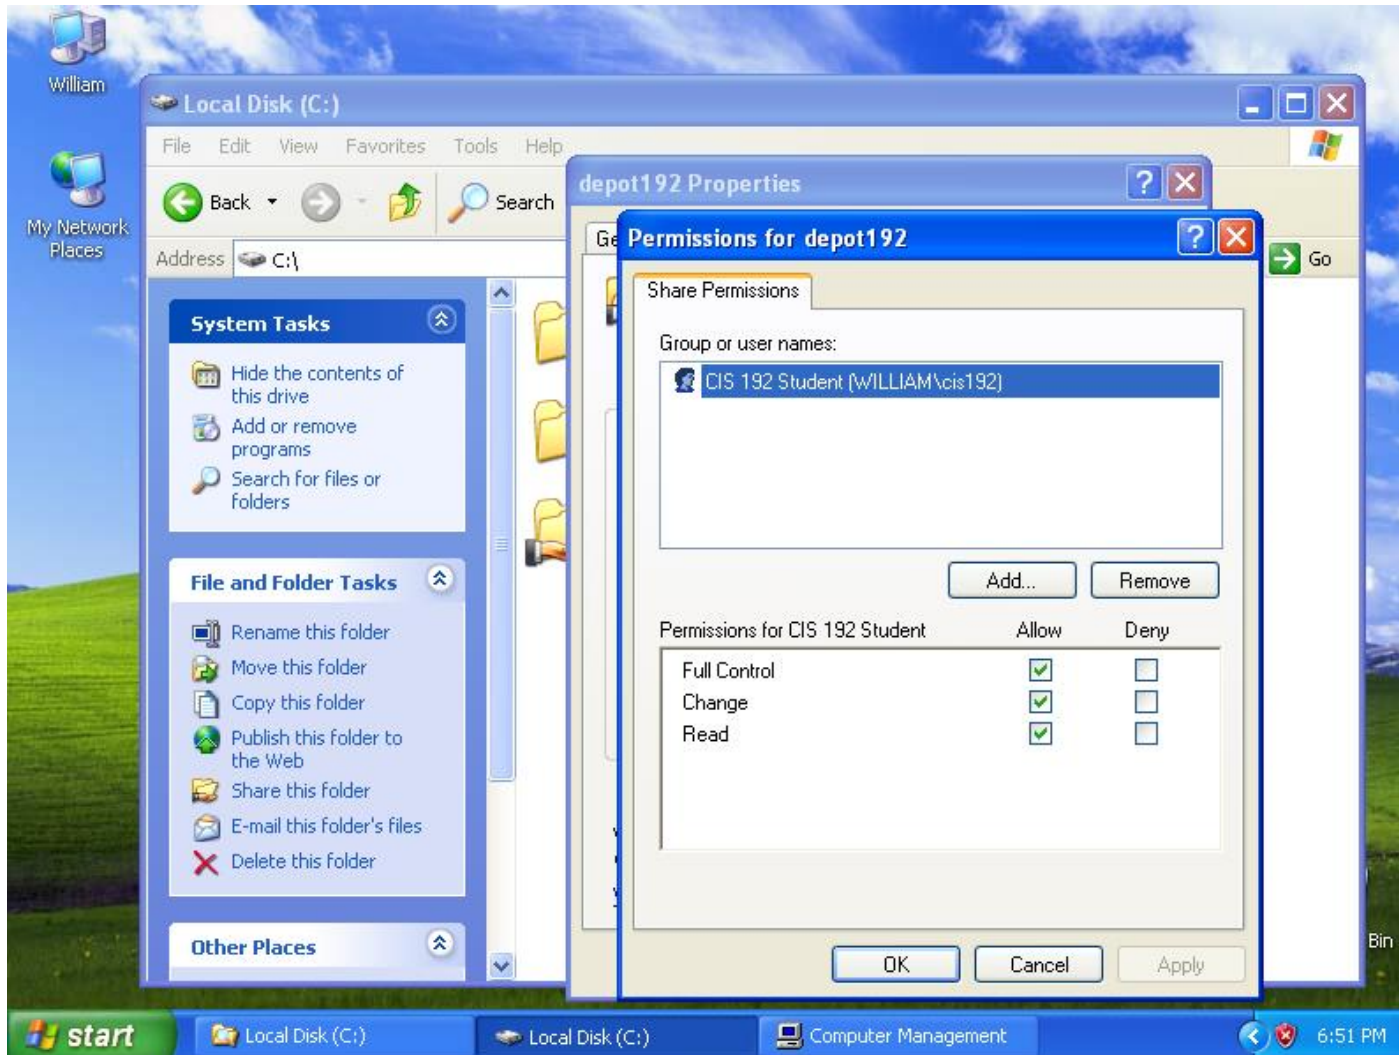 William
My Network
Places
Local Disk (C:)
File Edit View Favorites Tools Help
Back
Search
Address
C:\
Go
System Tasks
Hide the contents of
this drive
Add or remove
programs
Search for files or
folders
File and Folder Tasks
Rename this folder
Move this folder
Copy this folder
Publish this folder to
the Web
Share this folder
E-mail this folder's files
Delete this folder
Other Places
depot192 Properties
Ge
Permissions for depot192
Share Permissions
Group or user names:
CIS 192 Student (WILLIAM\cis192)
Add... Remove
Permissions for CIS 192 Student Allow Deny
Full Control
Change
Read
OK Cancel Apply
Bin
start
Local Disk (C:)
Local Disk (C:)
Computer Management
6:51 PM